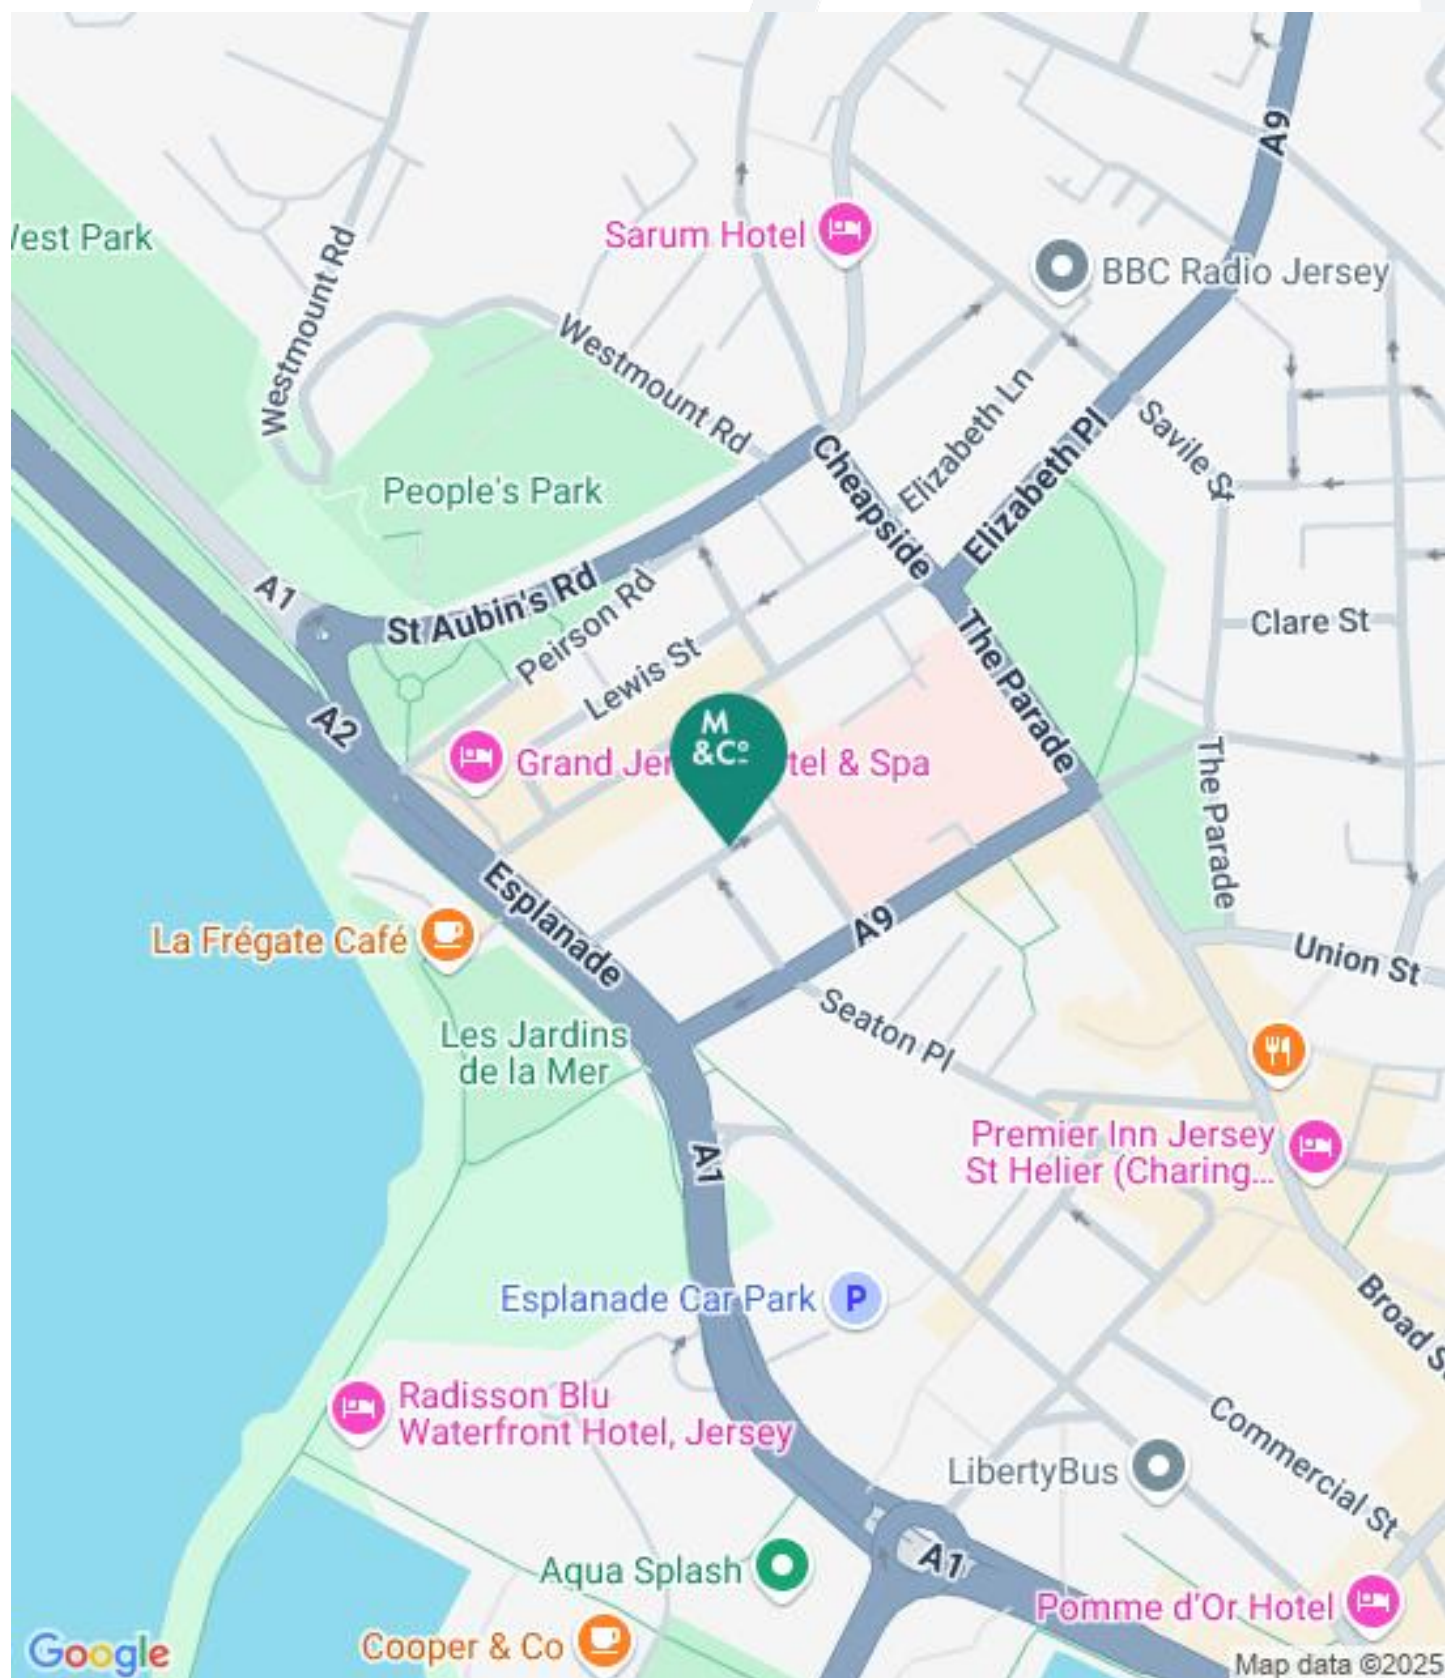 A9
West Park
Sarum Hotel
BBC Radio Jersey
Westmount Rd
Westmount Rd
Elizabeth Ln
Elizabeth Pl
Savile St
Cheapside
People's Park
A1
St Aubin's Rd
Peirson Rd
Lewis St
The Parade
Clare St
A2
M
&Co
Grand Jer tel & Spa
The Parade
Esplanade
La Frégate Café
A9
Union St
Les Jardins
de la Mer
Seaton Pl
A1
Premier Inn Jersey
St Helier (Charing...
Esplanade Car Park
P
Broad S
Radisson Blu
Waterfront Hotel, Jersey
Commercial St
LibertyBus
A1
Aqua Splash
Pomme d'Or Hotel
Cooper & Co
Google
Map data ©2025